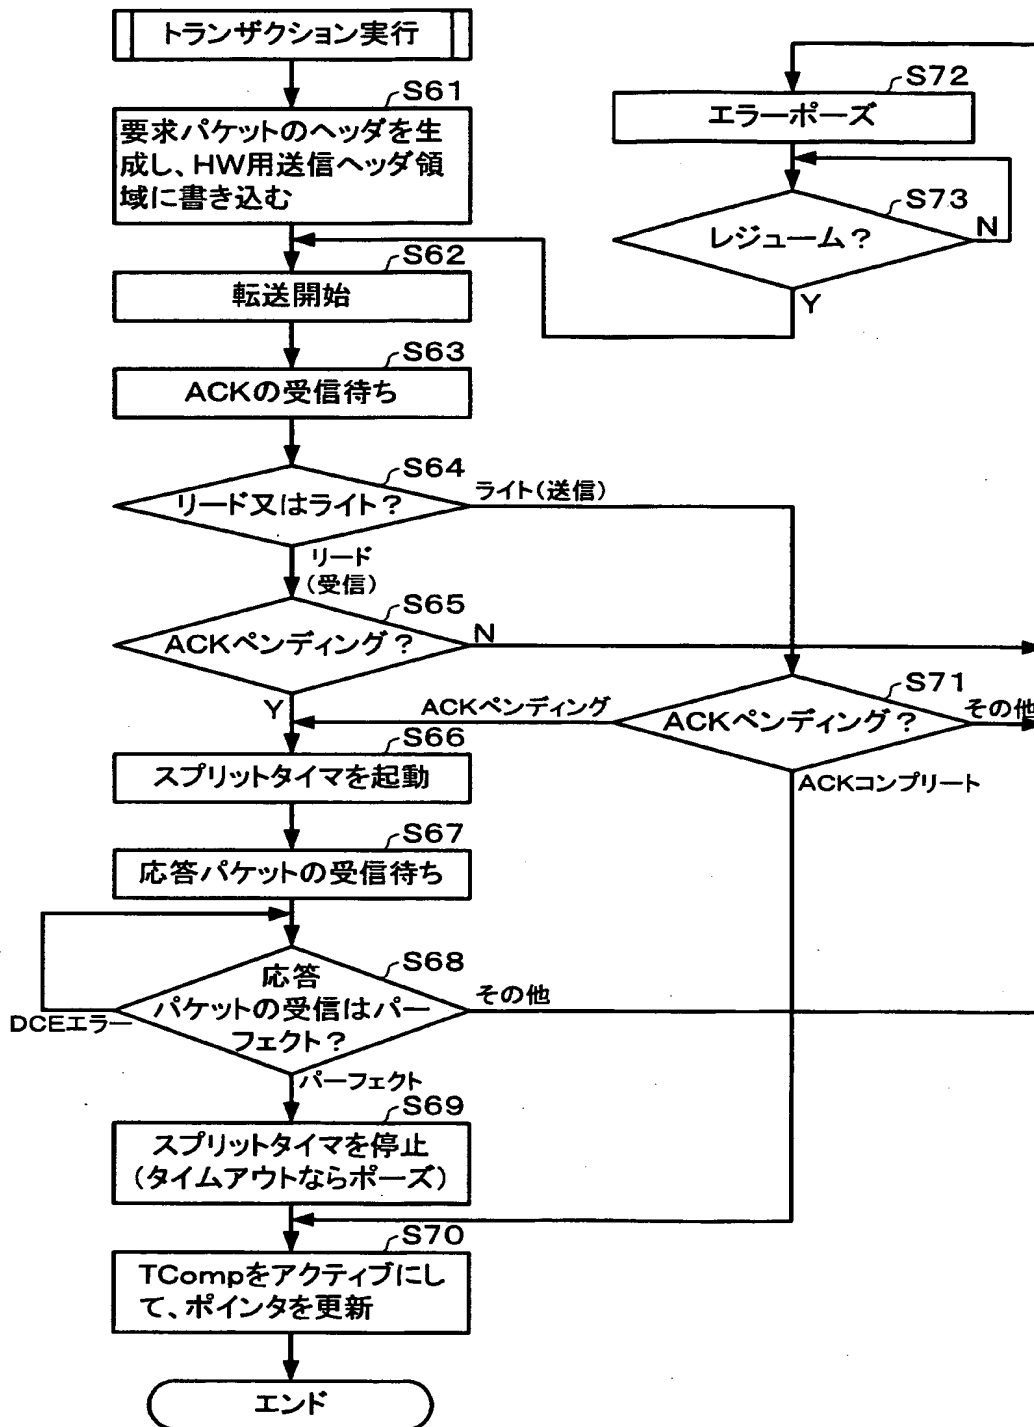 トランザクション実行
S61
要求パケットのヘッダを生
成し、HW用送信ヘッダ領
域に書き込む
S62
転送開始
S63
ACKの受信待ち
S64
リード又はライト？
ライト(送信)
リード
(受信)
S65
ACKペンディング？
N
Y
S66
スプリットタイマを起動
S67
応答パケットの受信待ち
S68
応答
パケットの受信はパー
フェクト？
DCEエラー
その他
パーフェクト
S69
スプリットタイマを停止
(タイムアウトならポーズ)
S70
TCompをアクティブにし
て、ポインタを更新
エンド
S71
ACKペンディング？
ACKペンディング
その他
ACKコンプリート
S72
エラーポーズ
S73
レジューム？
N
Y